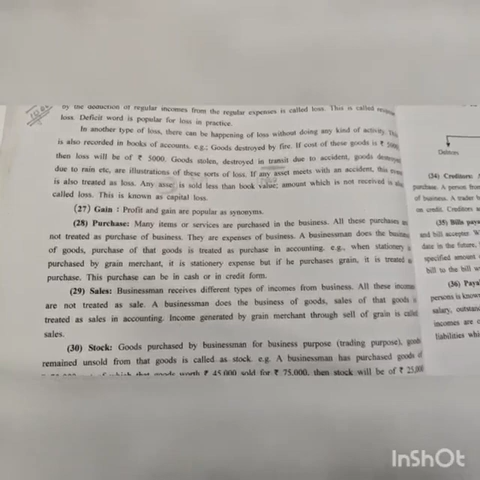 by the deduction of regular incomes from the regular expenses is called loss. This is called revenue
loss. Deficit word is popular for loss in practice.
In another type of loss, there can be happening of loss without doing any kind of activity. This
is also recorded in books of accounts. e.g.; Goods destroyed by fire. If cost of these goods is ₹ 5000
then loss will be of ₹ 5000. Goods stolen, destroyed in transit due to accident, goods destroyed
due to rain etc, are illustrations of these sorts of loss. If any asset meets with an accident, this event
is also treated as loss. Any asset is sold less than book value; amount which is not received is also
called loss. This is known as capital loss.
(27) Gain : Profit and gain are popular as synonyms.
(28) Purchase: Many items or services are purchased in the business. All these purchases are
not treated as purchase of business. They are expenses of business. A businessman does the business
of goods, purchase of that goods is treated as purchase in accounting. e.g., when stationery is
purchased by grain merchant, it is stationery expense but if he purchases grain, it is treated as
purchase. This purchase can be in cash or in credit form.
(29) Sales: Businessman receives different types of incomes from business. All these incomes
are not treated as sale. A businessman does the business of goods, sales of that goods is
treated as sales in accounting. Income generated by grain merchant through sell of grain is called
sales.
(30) Stock: Goods purchased by businessman for business purpose (trading purpose), goods
remained unsold from that goods is called as stock. e.g. A businessman has purchased goods of
of which that goods worth ₹ 45,000 sold for ₹ 75,000, then stock will be of ₹ 25,000
Debtors
(34) Creditors:
purchase. A person from
of business. A trader
on credit. Creditors
(35) Bills paya
and bill acceptor. W
date in the future,
specified amount
bill to the bill w
(36) Paya
persons is known
salary, outstand
incomes are
liabilities whi
InShOt